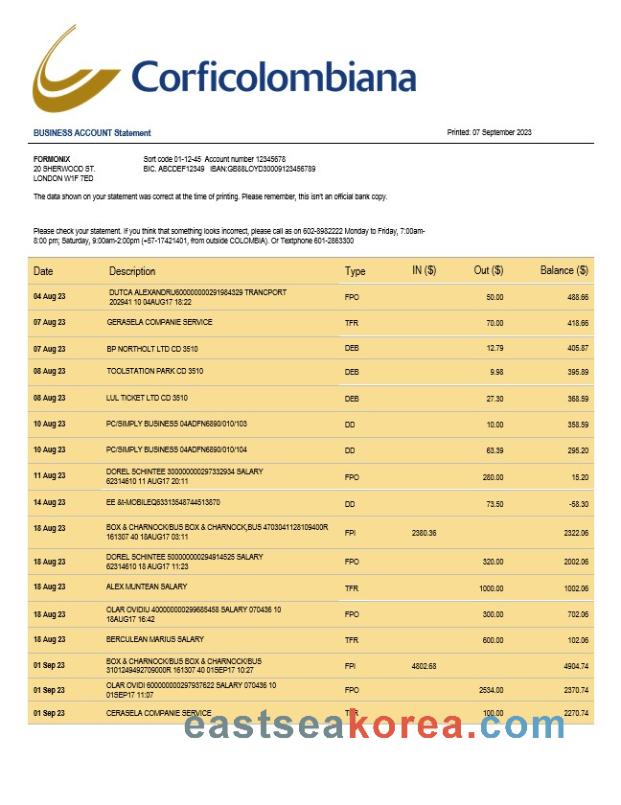 Corficolombiana
BUSINESS ACCOUNT Statement Printed: 07 September 2023
FORMONIX Sort code 01-12-45 Account number 12345678
20 SHERWOOD ST. BIC. ABCDEF12349 IBAN:GB88LOYD30009123456789
LONDON W1F 7ED
The data shown on your statement was correct at the time of printing. Please remember, this isn't an official bank copy.
Please check your statement. If you think that something looks incorrect, please call as on 602-8982222 Monday to Friday, 7:00am-
8:00 pm; Saturday, 9:00am-2:00pm (+57-17421401, from outside COLOMBIA). Or Textphone 601-2863300
Date Description Type IN ($) Out ($) Balance ($)
04 Aug 23 DUTCA ALEXANDRU600000000291984329 TRANCPORT FPO 50.00 488.66
202941 10 04AUG17 18:22
07 Aug 23 GERASELA COMPANIE SERVICE TFR 70.00 418.66
07 Aug 23 BP NORTHOLT LTD CD 3510 DEB 12.79 405.87
08 Aug 23 TOOLSTATION PARK CD 3510 DEB 9.98 395.89
08 Aug 23 LUL TICKET LTD CD 3510 DEB 27.30 368.59
10 Aug 23 PC/SIMPLY BUSINESS 04ADFN6890/010/103 DD 10.00 358.59
10 Aug 23 PC/SIMPLY BUSINESS 04ADFN6890/010/104 DD 63.39 295.20
11 Aug 23 DOREL SCHINTEE 300000000297332934 SALARY FPO 280.00 15.20
62314610 11 AUG17 20:11
14 Aug 23 EE &t-MOBILEQ63313548744513870 DD 73.50 -58.30
18 Aug 23 BOX & CHARNOCK/BUS BOX & CHARNOCK,BUS 4703041128109400R FPI 2380.36 2322.06
161307 40 18AUG17 03:11
18 Aug 23 DOREL SCHINTEE 500000000294914525 SALARY FPO 320.00 2002.06
62314610 18 AUG17 11:23
18 Aug 23 ALEX MUNTEAN SALARY TFR 1000.00 1002.06
18 Aug 23 OLAR OVIDIU 400000000299685458 SALARY 070436 10 FPO 300.00 702.06
18AUG17 16:42
18 Aug 23 BERCULEAN MARIUS SALARY TFR 600.00 102.06
01 Sep 23 BOX & CHARNOCK/BUS BOX & CHARNOCK/BUS FPI 4802.68 4904.74
3101249492709000R 161307 40 01SEP17 10:27
01 Sep 23 OLAR OVIDI 600000000297937622 SALARY 070436 10 FPO 2534.00 2370.74
01SEP17 11:07
01 Sep 23 CERASELA COMPANIE SERVICE TFR 100.00 2270.74
eastseakorea.com